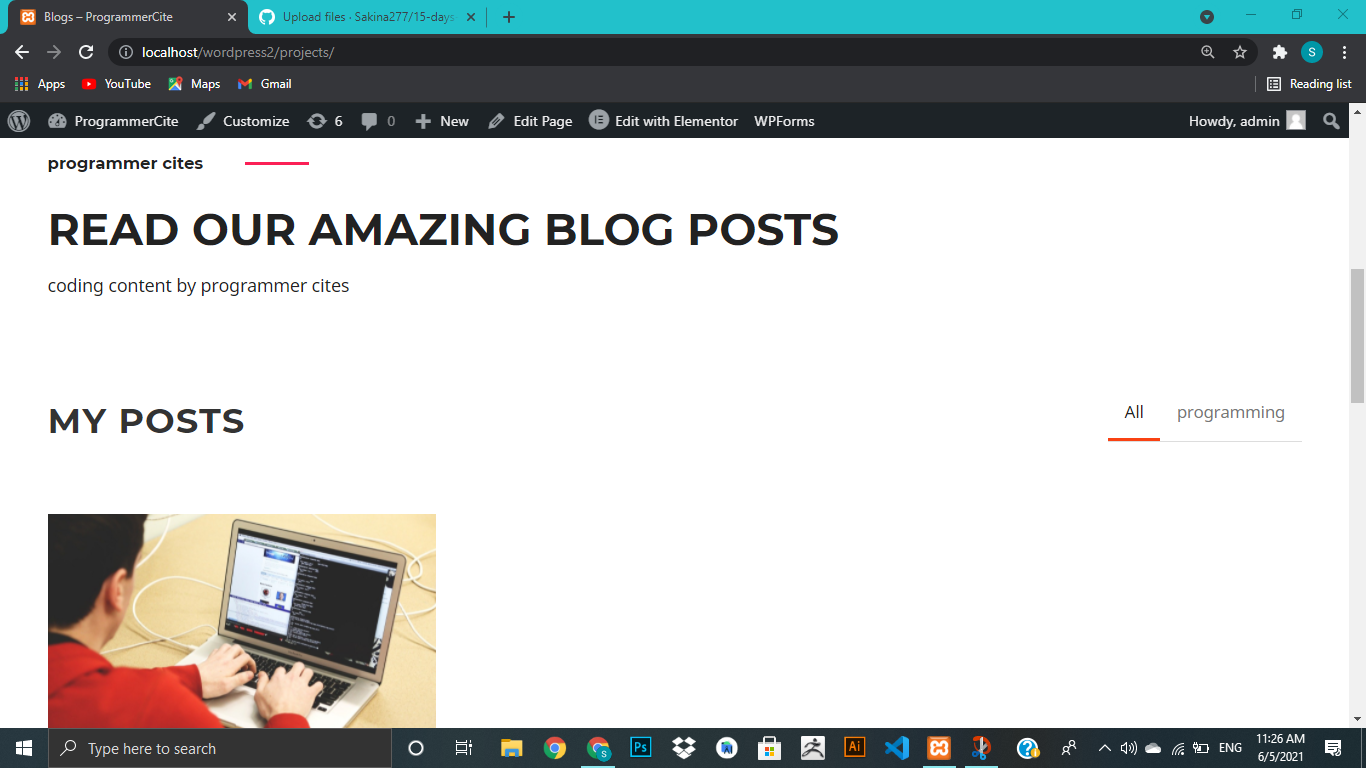 Blogs – ProgrammerCite
Upload files · Sakina277/15-days
localhost/wordpress2/projects/
S
Apps YouTube Maps Gmail Reading list
ProgrammerCite Customize 6 0 New Edit Page Edit with Elementor WPForms Howdy, admin
programmer cites
READ OUR AMAZING BLOG POSTS
coding content by programmer cites
MY POSTS
All programming
Type here to search
S
Ps
Ai
ENG
11:26 AM
6/5/2021